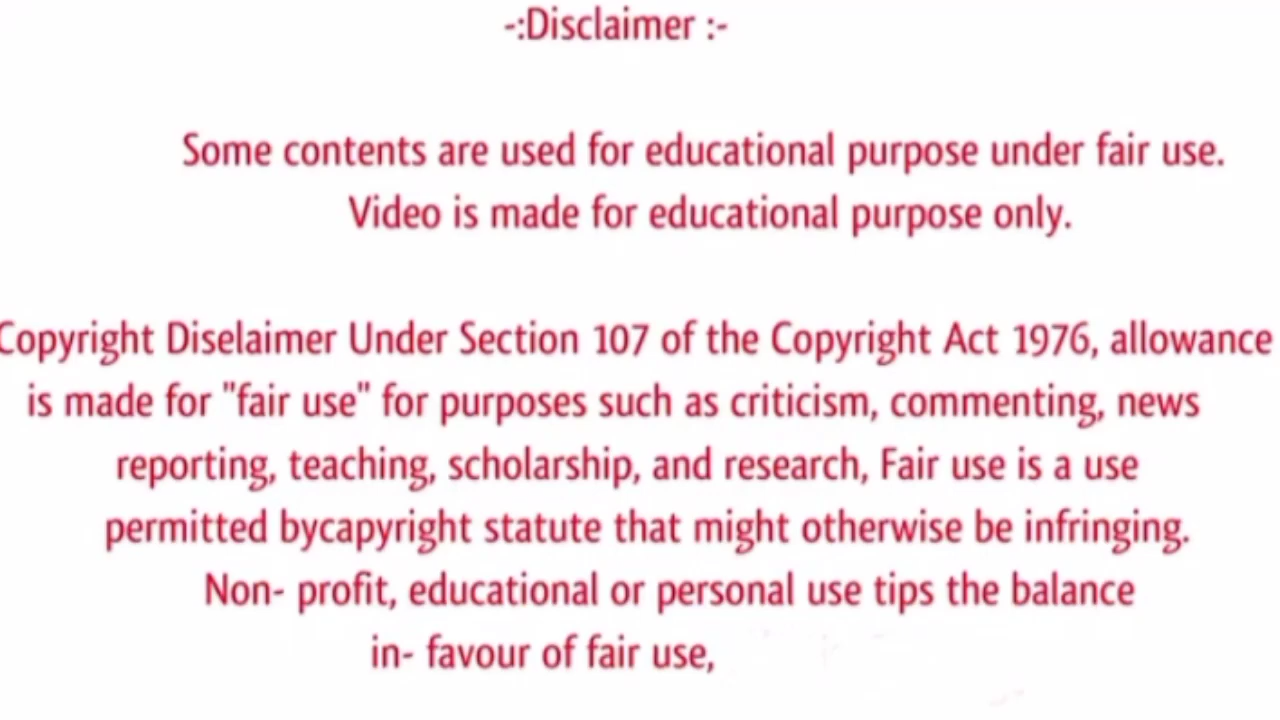 -:Disclaimer :-
Some contents are used for educational purpose under fair use.
Video is made for educational purpose only.
Copyright Diselaimer Under Section 107 of the Copyright Act 1976, allowance
is made for "fair use" for purposes such as criticism, commenting, news
reporting, teaching, scholarship, and research, Fair use is a use
permitted bycapyright statute that might otherwise be infringing.
Non- profit, educational or personal use tips the balance
in- favour of fair use,